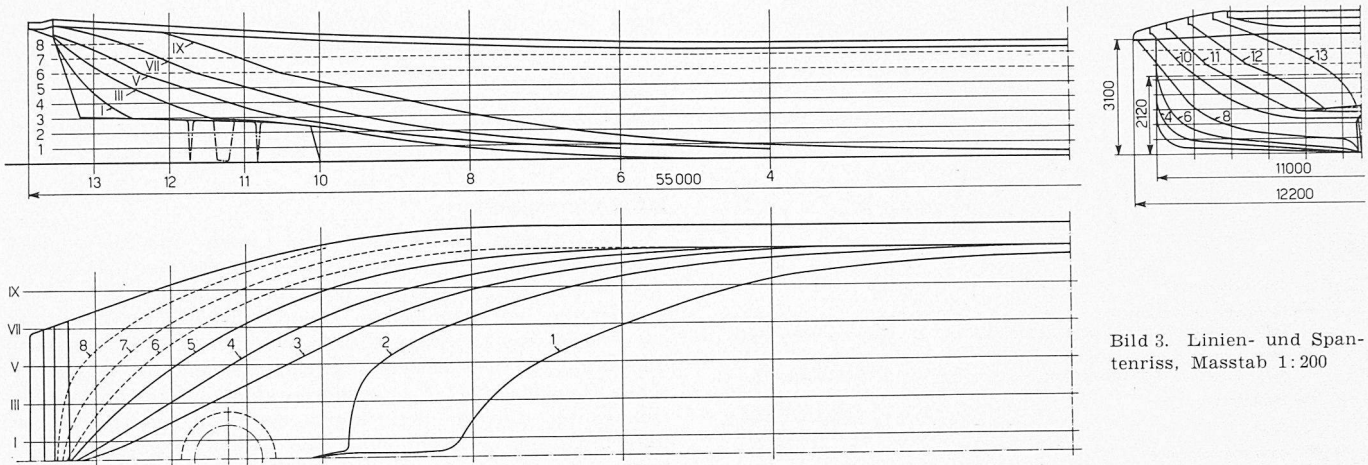 8
7
6
5
4
3
2
1
IX
VII
V
III
I
13
12
11
10
8
6
55000
4
10
11
12
13
4
6
8
3100
2120
11000
12200
IX
VII
V
III
I
8
7
6
5
4
3
2
1
Bild 3. Linien- und Span-
tenriss, Masstab 1:200